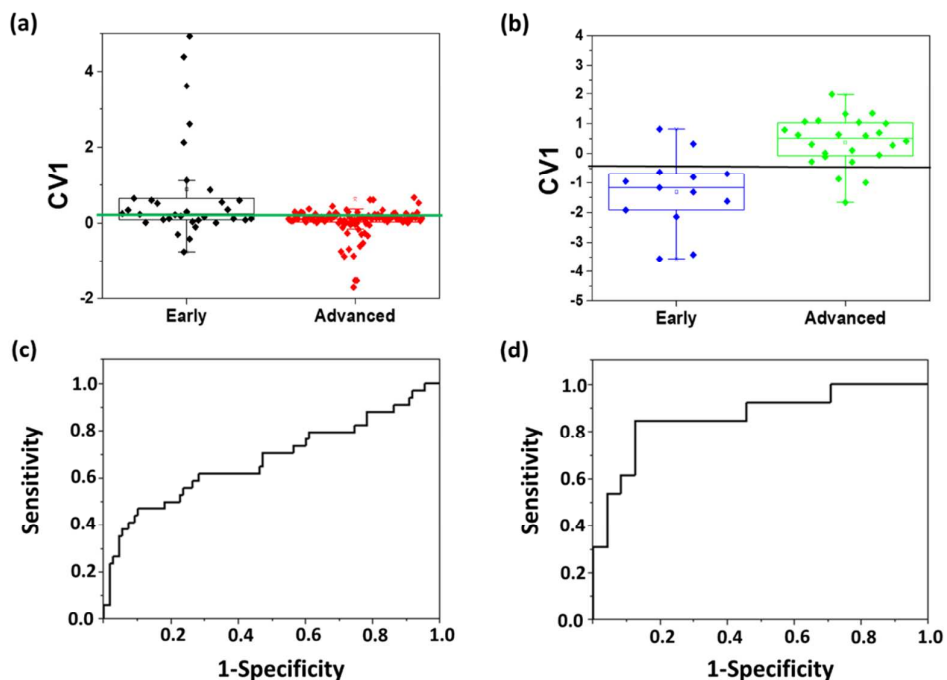 (a)
CV1
4
2
0
-2
Early Advanced
(b)
CV1
4
3
2
1
0
-1
-2
-3
-4
-5
Early Advanced
(c)
Sensitivity
1.0
0.8
0.6
0.4
0.2
0.0
0.2 0.4 0.6 0.8 1.0
1-Specificity
(d)
Sensitivity
1.0
0.8
0.6
0.4
0.2
0.0
0.2 0.4 0.6 0.8 1.0
1-Specificity